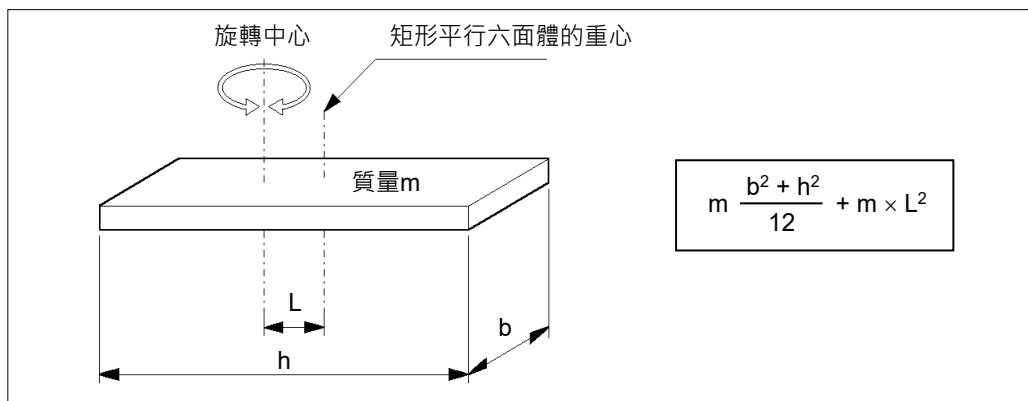 旋轉中心
矩形平行六面體的重心
質量m
L
b
h
m (b² + h²)/12 + m × L²